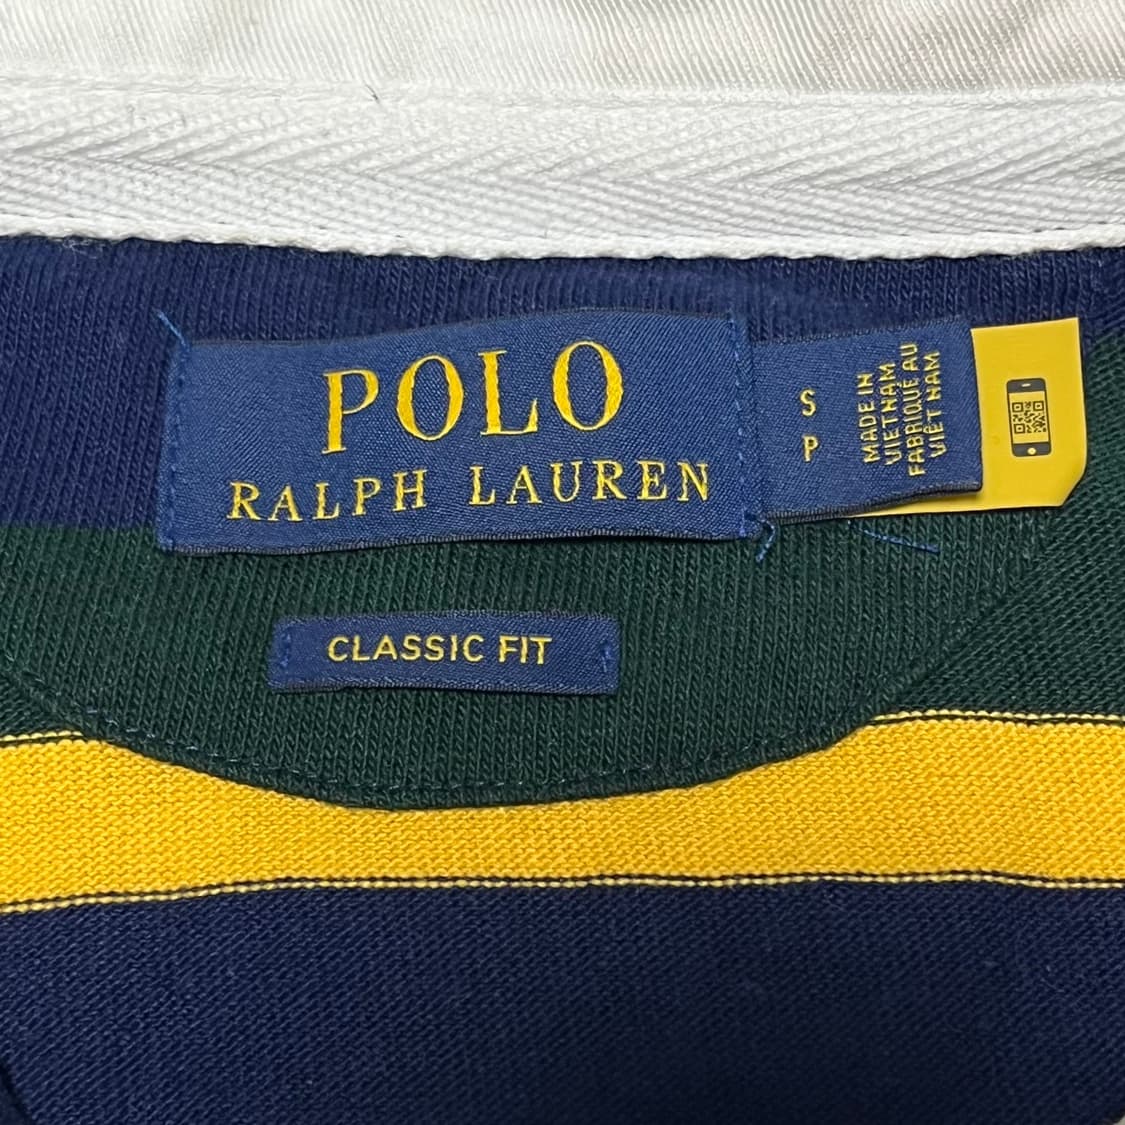 POLO
RALPH LAUREN
S
P
MADE IN
VIETNAM
FABRIQUÉ AU
VIÊT NAM
CLASSIC FIT